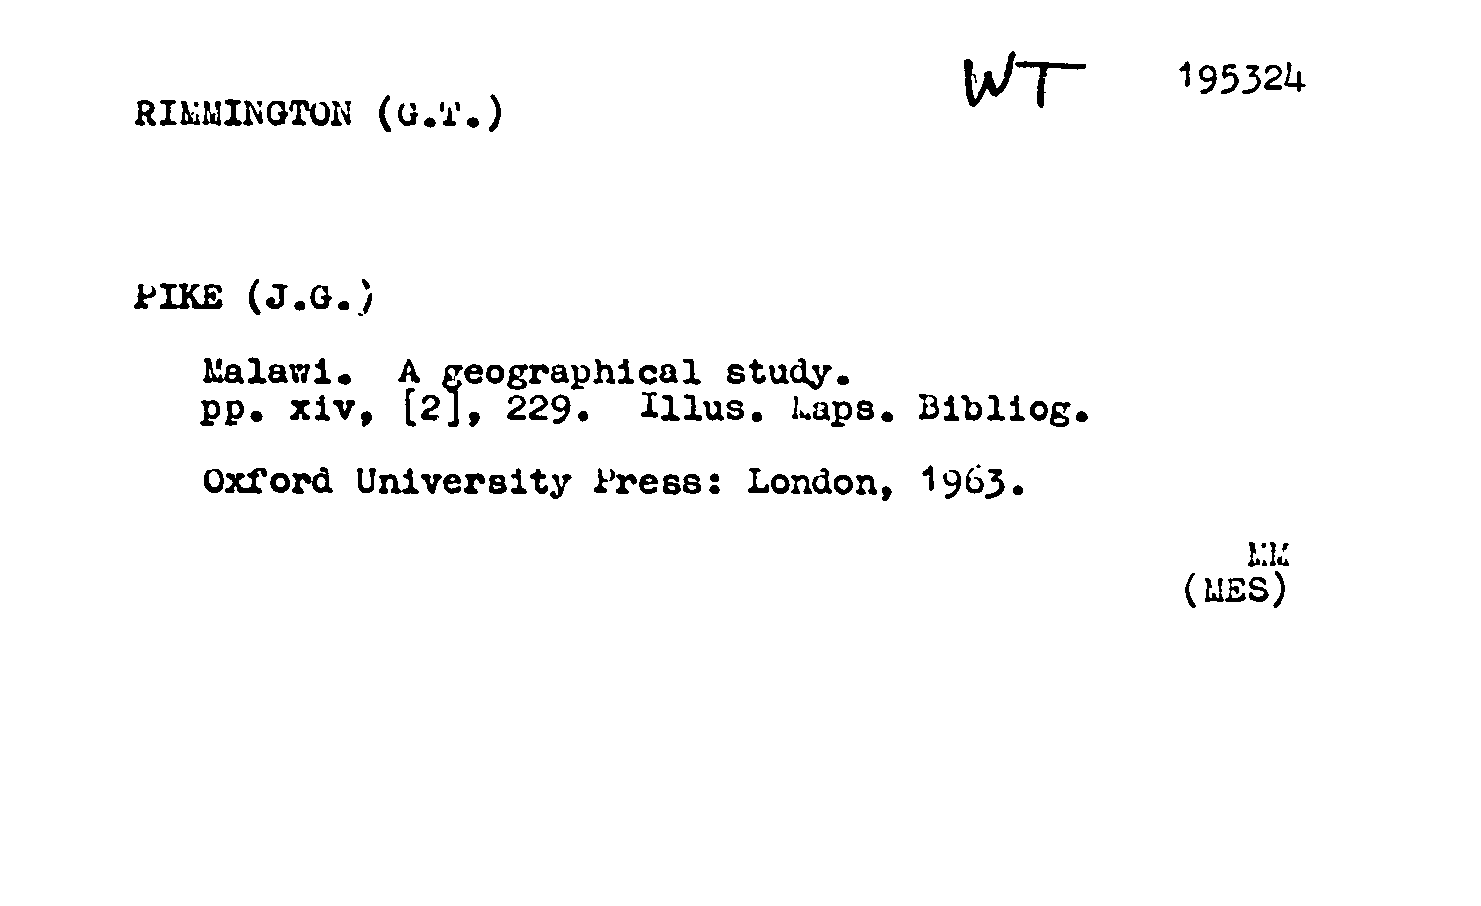 WT 195324
RIMMINGTON (G.T.)
PIKE (J.G.)
Malawi. A geographical study.
pp. xiv, [2], 229. Illus. Maps. Bibliog.
Oxford University Press: London, 1963.
MM
(MES)